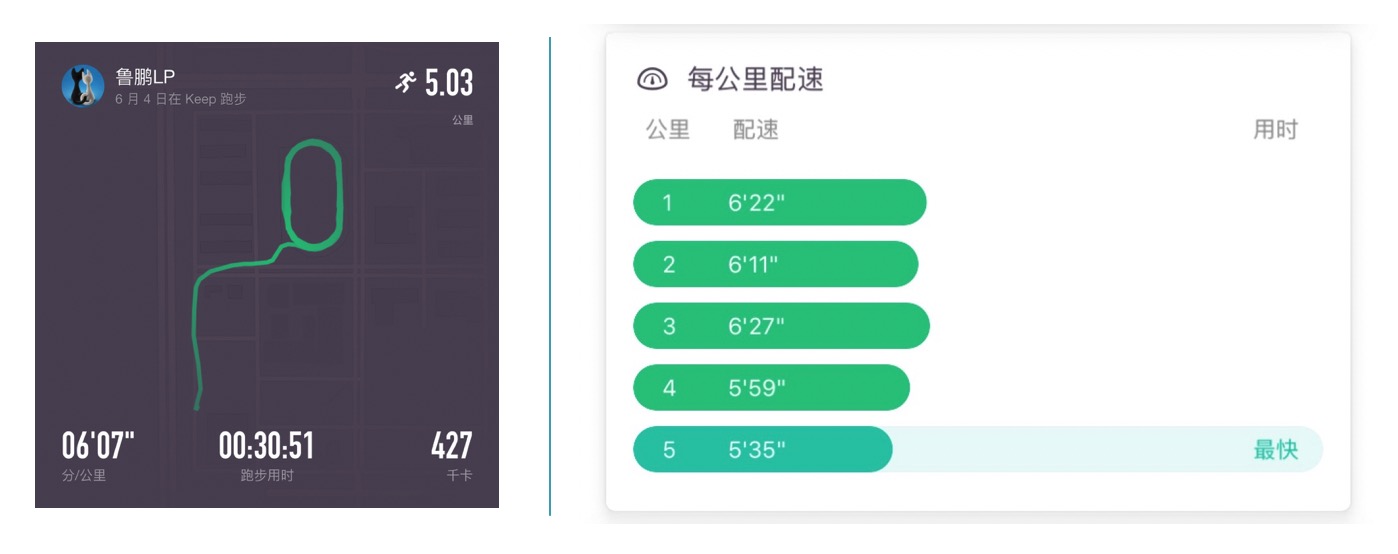 鲁鹏LP
6 月 4 日在 Keep 跑步
5.03
公里
06'07"
分/公里
00:30:51
跑步用时
427
千卡
每公里配速
公里 配速 用时
1 6'22"
2 6'11"
3 6'27"
4 5'59"
5 5'35" 最快